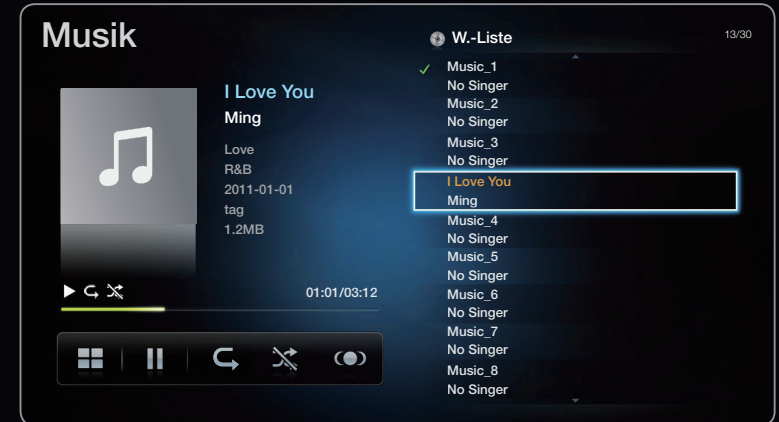 Musik
I Love You
Ming
Love
R&B
2011-01-01
tag
1.2MB
01:01/03:12
W.-Liste
13/30
Music_1
No Singer
Music_2
No Singer
Music_3
No Singer
I Love You
Ming
Music_4
No Singer
Music_5
No Singer
Music_6
No Singer
Music_7
No Singer
Music_8
No Singer